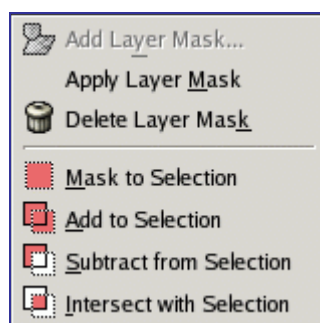 Add Layer Mask...
Apply Layer Mask
Delete Layer Mask
Mask to Selection
Add to Selection
Subtract from Selection
Intersect with Selection